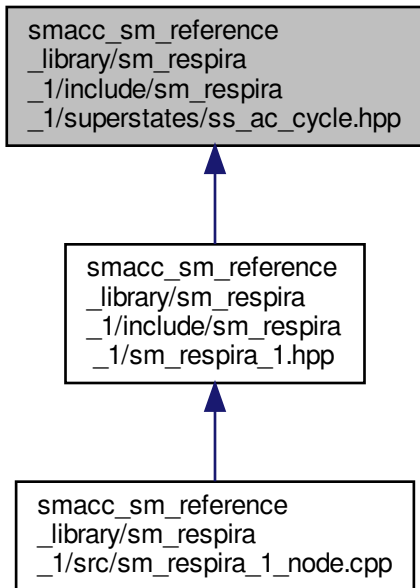 smacc_sm_reference
_library/sm_respira
_1/include/sm_respira
_1/superstates/ss_ac_cycle.hpp
smacc_sm_reference
_library/sm_respira
_1/include/sm_respira
_1/sm_respira_1.hpp
smacc_sm_reference
_library/sm_respira
_1/src/sm_respira_1_node.cpp